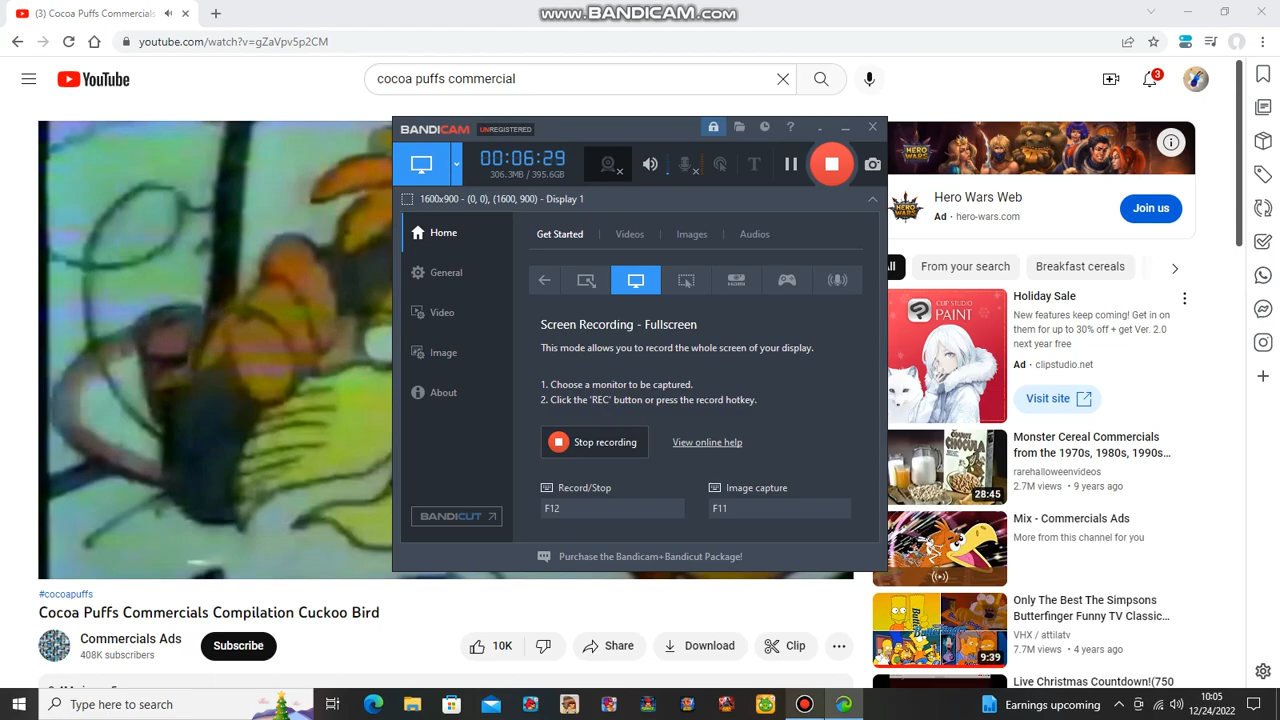 (3) Cocoa Puffs Commercials
www.BANDICAM.com
youtube.com/watch?v=gZaVpv5p2CM
YouTube
cocoa puffs commercial
3
BANDICAM UNREGISTERED
00:06:29
306.3MB / 395.6GB
1600x900 - (0, 0), (1600, 900) - Display 1
Home
General
Video
Image
About
BANDICUT
Get Started
Videos
Images
Audios
HDMI
Screen Recording - Fullscreen
This mode allows you to record the whole screen of your display.
1. Choose a monitor to be captured.
2. Click the 'REC' button or press the record hotkey.
Stop recording
View online help
Record/Stop
Image capture
F12
F11
Purchase the Bandicam+Bandicut Package!
HERO WARS
Hero Wars Web
Ad · hero-wars.com
Join us
All
From your search
Breakfast cereals
CLIP STUDIO PAINT
Holiday Sale
New features keep coming! Get in on them for up to 30% off + get Ver. 2.0 next year free
Ad · clipstudio.net
Visit site
COUNT CHOCULA
28:45
Monster Cereal Commercials from the 1970s, 1980s, 1990s...
rarehalloweenvideos
2.7M views · 9 years ago
Mix - Commercials Ads
More from this channel for you
9:39
Only The Best The Simpsons Butterfinger Funny TV Classic...
VHX / attilatv
7.7M views · 4 years ago
Live Christmas Countdown!(750
#cocoapuffs
Cocoa Puffs Commercials Compilation Cuckoo Bird
Commercials Ads
408K subscribers
Subscribe
10K
Share
Download
Clip
Type here to search
Earnings upcoming
10:05
12/24/2022